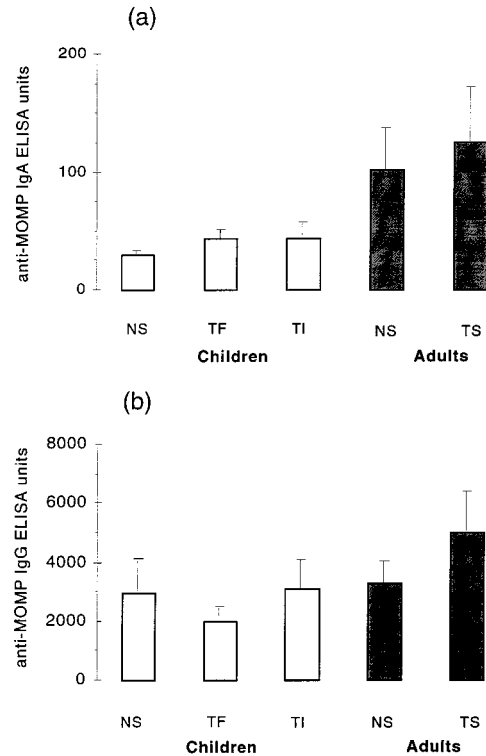 (a)
anti-MOMP IgA ELISA units
200
100
0
NS TF TI NS TS
Children Adults
(b)
anti-MOMP IgG ELISA units
8000
6000
4000
2000
0
NS TF TI NS TS
Children Adults